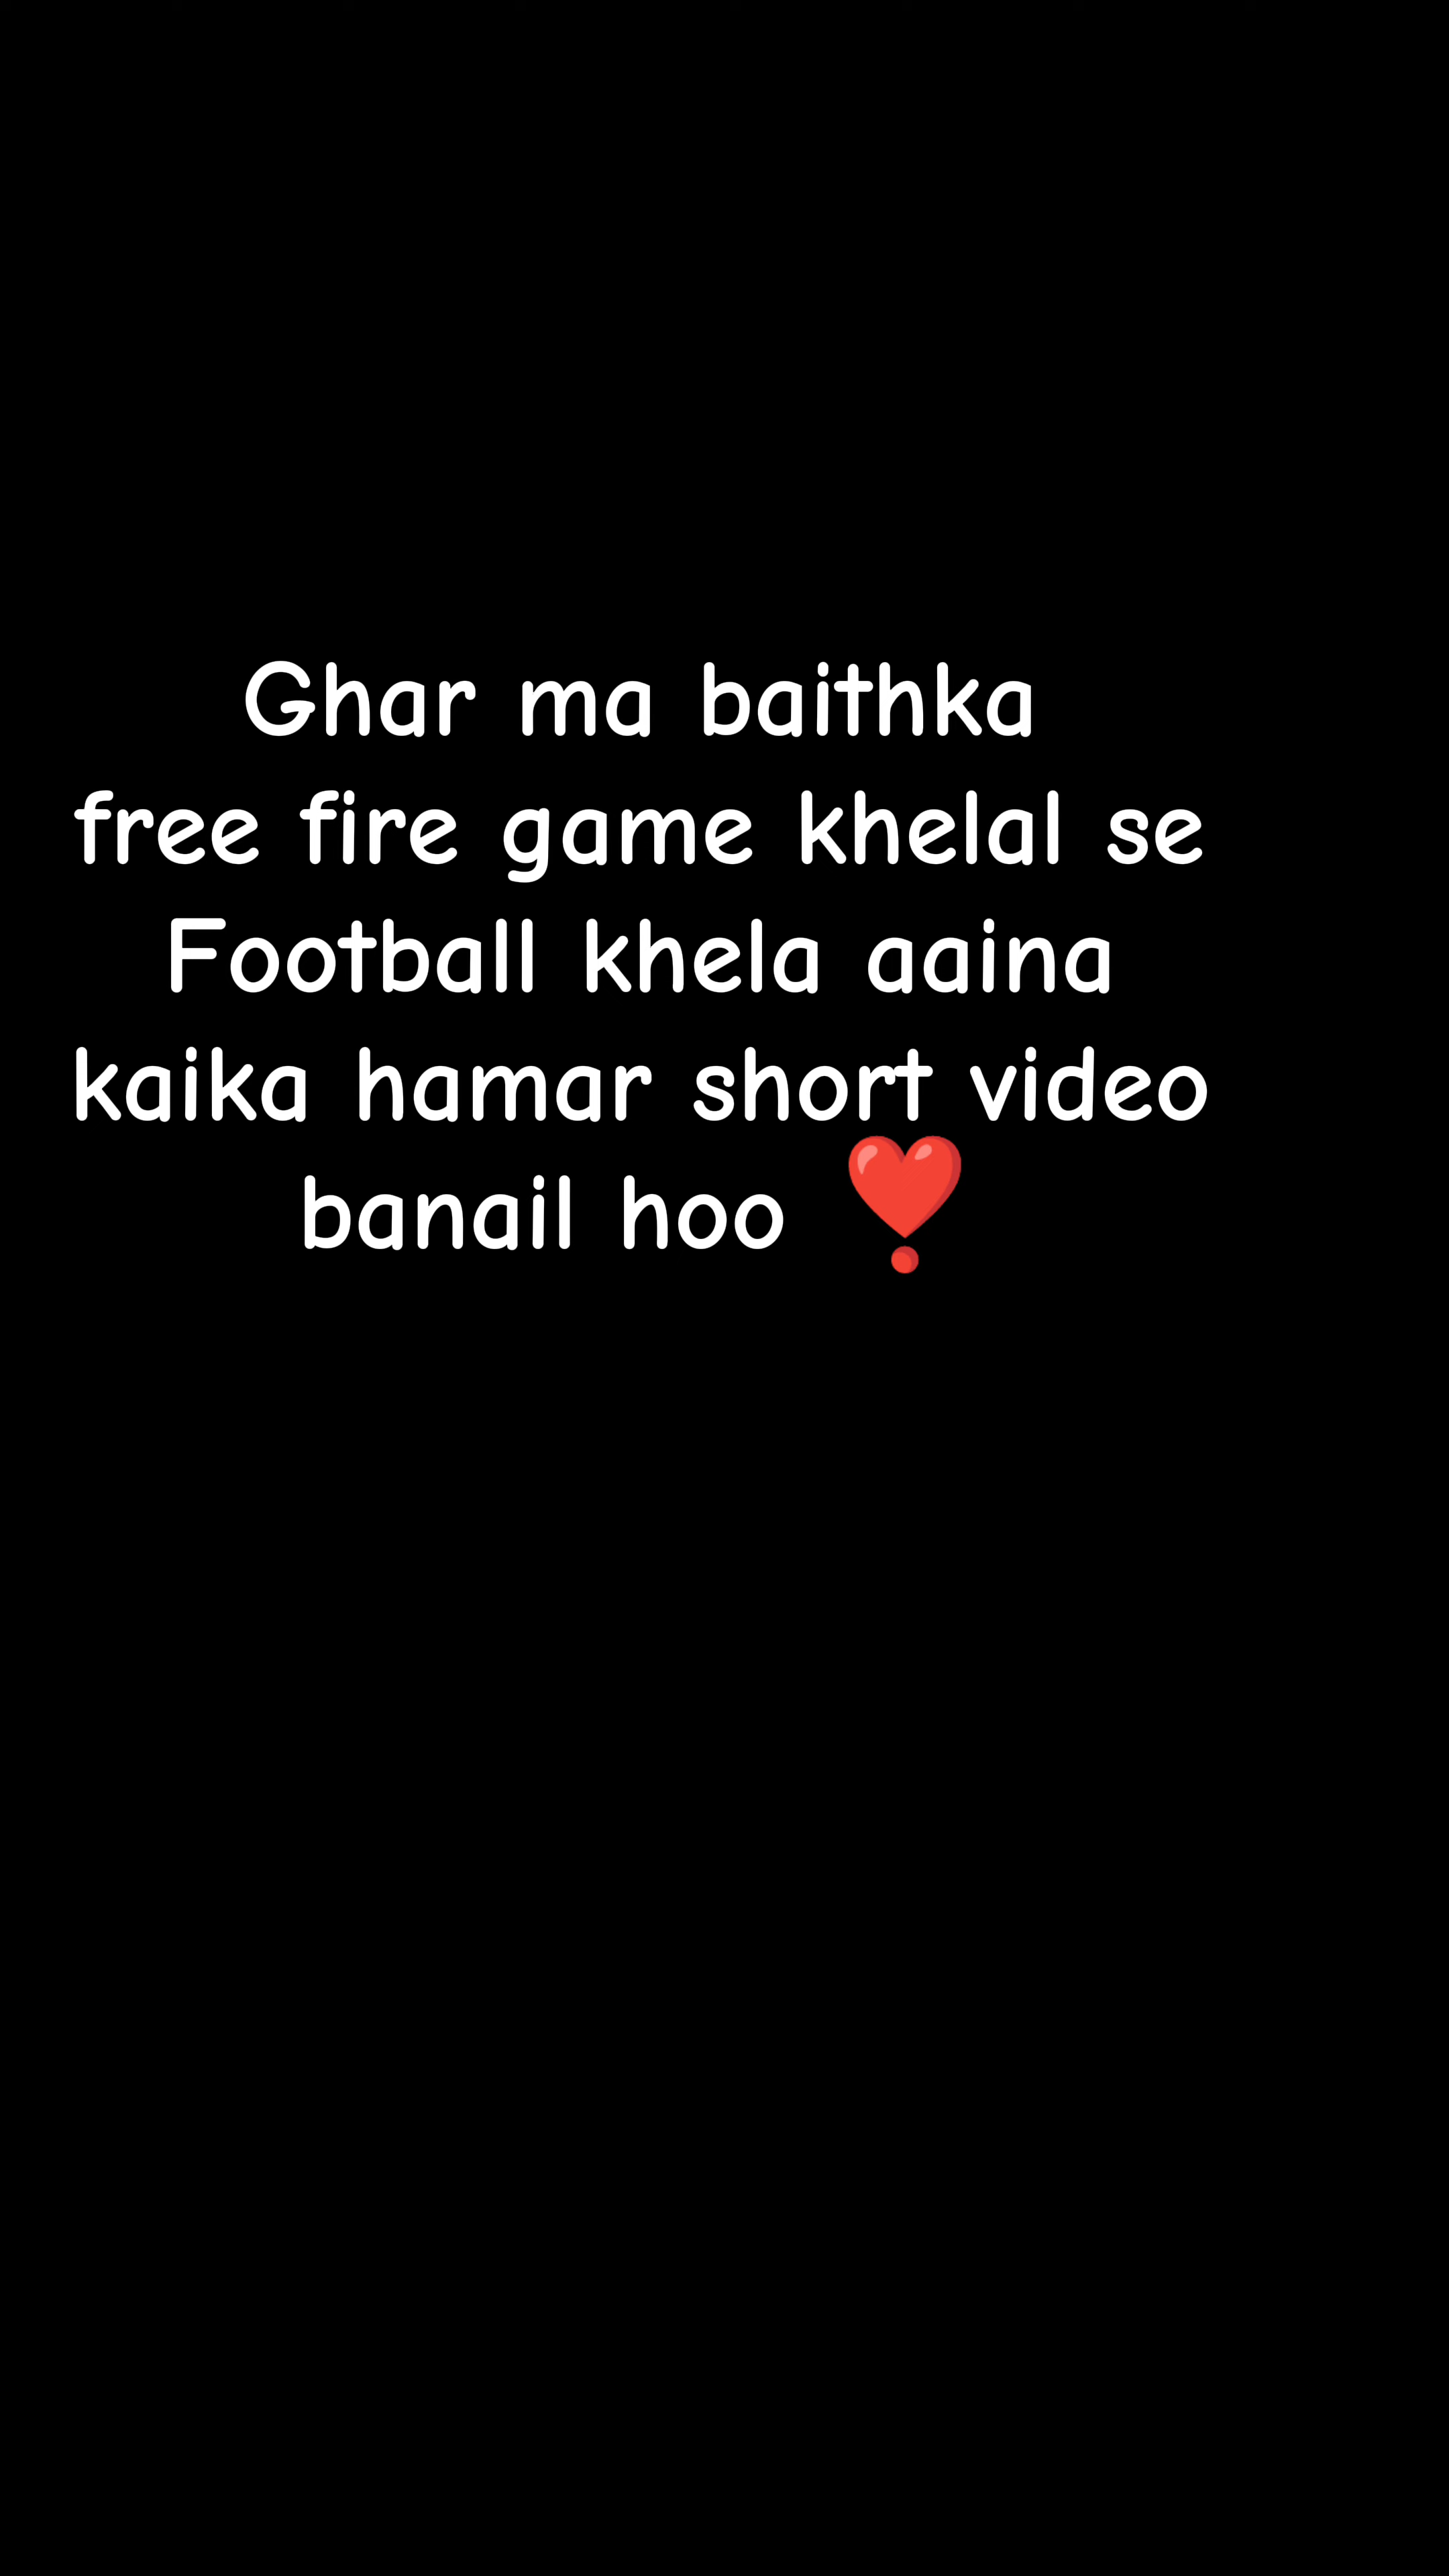 Ghar ma baithka
free fire game khelal se
Football khela aaina
kaika hamar short video
banail hoo ❣️